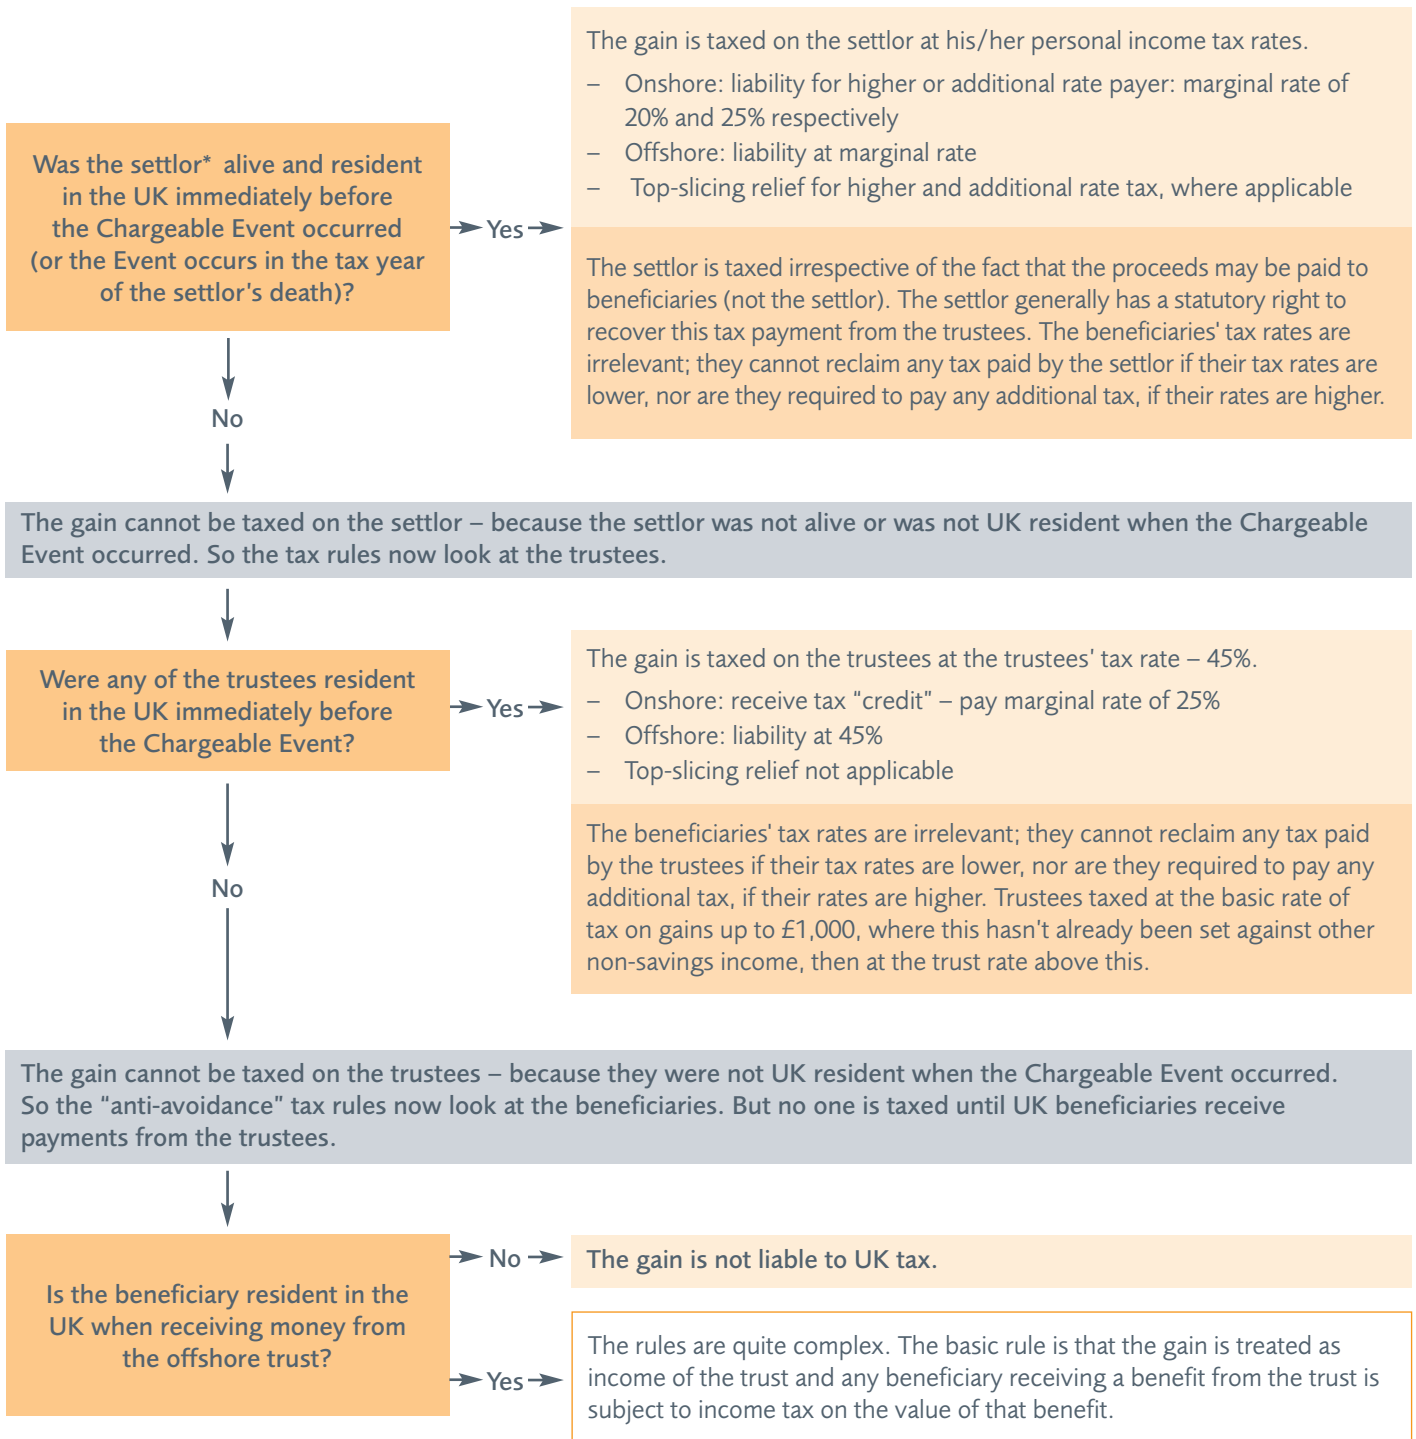 The gain is taxed on the settlor at his/her personal income tax rates.
– Onshore: liability for higher or additional rate payer: marginal rate of
20% and 25% respectively
– Offshore: liability at marginal rate
– Top-slicing relief for higher and additional rate tax, where applicable
Was the settlor* alive and resident
in the UK immediately before
the Chargeable Event occurred
(or the Event occurs in the tax year
of the settlor's death)?
Yes
The settlor is taxed irrespective of the fact that the proceeds may be paid to
beneficiaries (not the settlor). The settlor generally has a statutory right to
recover this tax payment from the trustees. The beneficiaries' tax rates are
irrelevant; they cannot reclaim any tax paid by the settlor if their tax rates are
lower, nor are they required to pay any additional tax, if their rates are higher.
No
The gain cannot be taxed on the settlor – because the settlor was not alive or was not UK resident when the Chargeable
Event occurred. So the tax rules now look at the trustees.
Were any of the trustees resident
in the UK immediately before
the Chargeable Event?
Yes
The gain is taxed on the trustees at the trustees' tax rate – 45%.
– Onshore: receive tax “credit” – pay marginal rate of 25%
– Offshore: liability at 45%
– Top-slicing relief not applicable
The beneficiaries' tax rates are irrelevant; they cannot reclaim any tax paid
by the trustees if their tax rates are lower, nor are they required to pay any
additional tax, if their rates are higher. Trustees taxed at the basic rate of
tax on gains up to £1,000, where this hasn't already been set against other
non-savings income, then at the trust rate above this.
No
The gain cannot be taxed on the trustees – because they were not UK resident when the Chargeable Event occurred.
So the “anti-avoidance” tax rules now look at the beneficiaries. But no one is taxed until UK beneficiaries receive
payments from the trustees.
Is the beneficiary resident in the
UK when receiving money from
the offshore trust?
No
The gain is not liable to UK tax.
Yes
The rules are quite complex. The basic rule is that the gain is treated as
income of the trust and any beneficiary receiving a benefit from the trust is
subject to income tax on the value of that benefit.